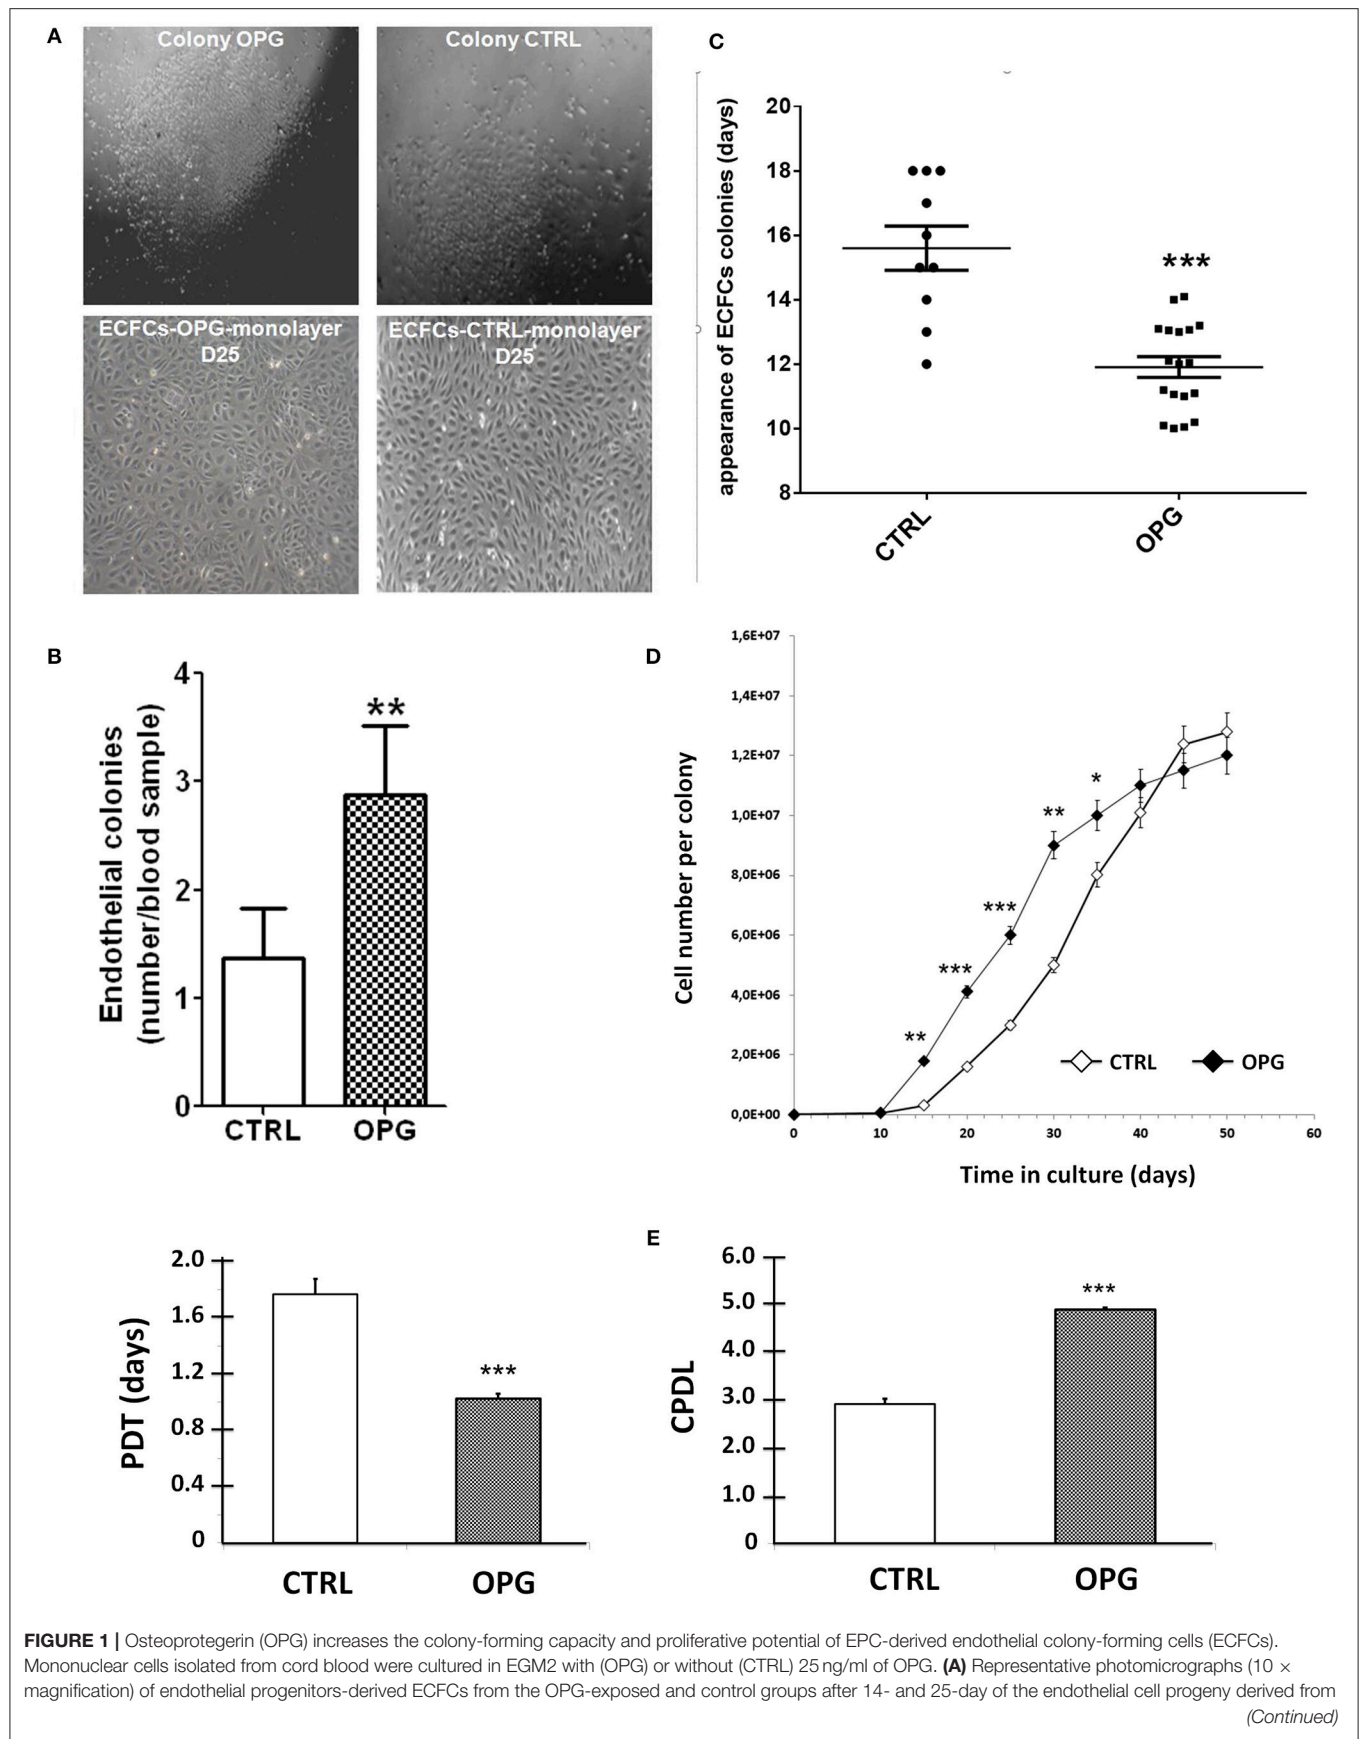 A
Colony OPG
Colony CTRL
ECFCs-OPG-monolayer
D25
ECFCs-CTRL-monolayer
D25
C
appearance of ECFCs colonies (days)
20
18
16
14
12
10
8
***
CTRL
OPG
B
Endothelial colonies
(number/blood sample)
4
3
2
1
0
**
CTRL
OPG
D
Cell number per colony
1,6E+07
1,4E+07
1,2E+07
1,0E+07
8,0E+06
6,0E+06
4,0E+06
2,0E+06
0,0E+00
**
***
***
**
*
CTRL
OPG
0
10
20
30
40
50
60
Time in culture (days)
PDT (days)
2.0
1.6
1.2
0.8
0.4
0
***
CTRL
OPG
E
CPDL
6.0
5.0
4.0
3.0
2.0
1.0
0
***
CTRL
OPG
FIGURE 1 | Osteoprotegerin (OPG) increases the colony-forming capacity and proliferative potential of EPC-derived endothelial colony-forming cells (ECFCs).
Mononuclear cells isolated from cord blood were cultured in EGM2 with (OPG) or without (CTRL) 25 ng/ml of OPG. (A) Representative photomicrographs (10 ×
magnification) of endothelial progenitors-derived ECFCs from the OPG-exposed and control groups after 14- and 25-day of the endothelial cell progeny derived from
(Continued)